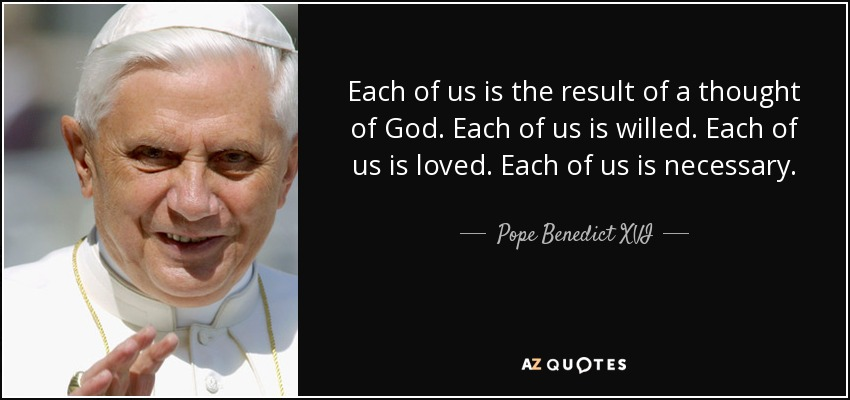 Each of us is the result of a thought
of God. Each of us is willed. Each of
us is loved. Each of us is necessary.
Pope Benedict XVI
AZ QUOTES